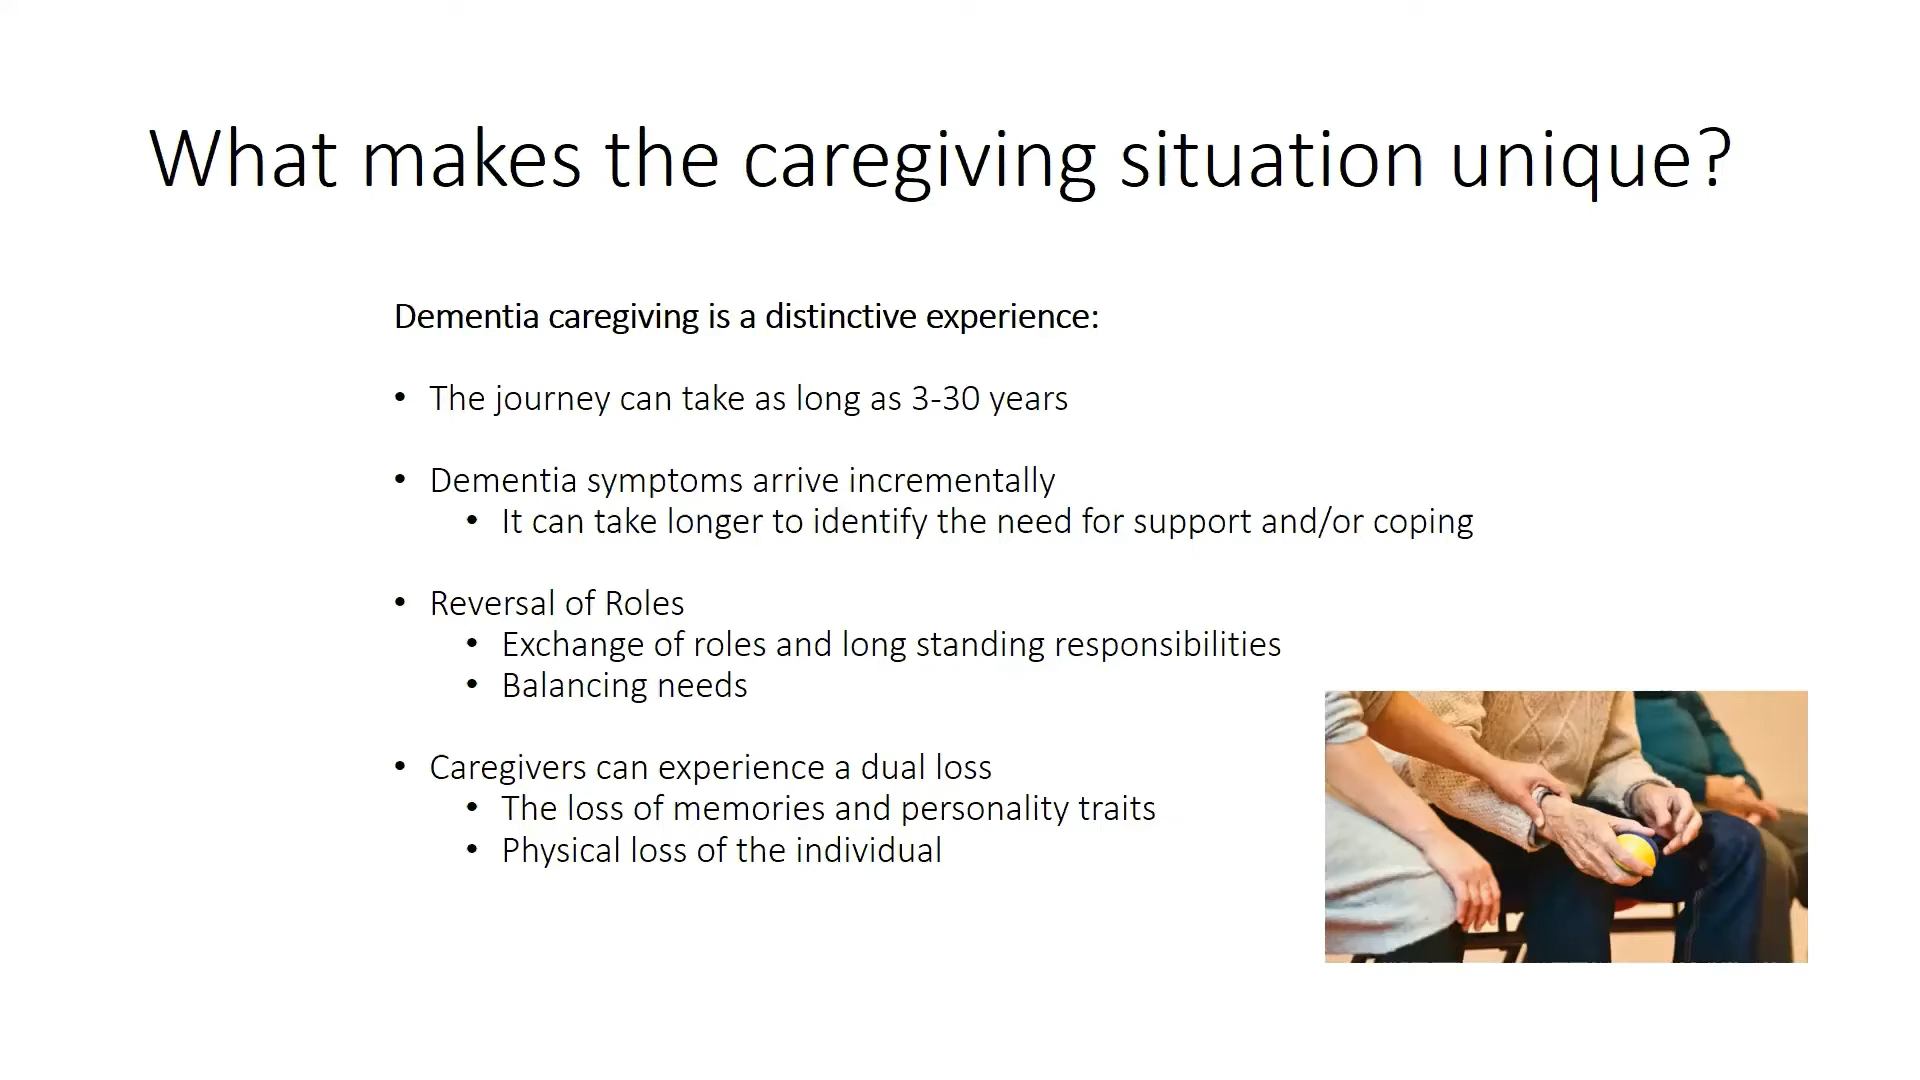 What makes the caregiving situation unique?
Dementia caregiving is a distinctive experience:
• The journey can take as long as 3-30 years
• Dementia symptoms arrive incrementally
• It can take longer to identify the need for support and/or coping
• Reversal of Roles
• Exchange of roles and long standing responsibilities
• Balancing needs
• Caregivers can experience a dual loss
• The loss of memories and personality traits
• Physical loss of the individual